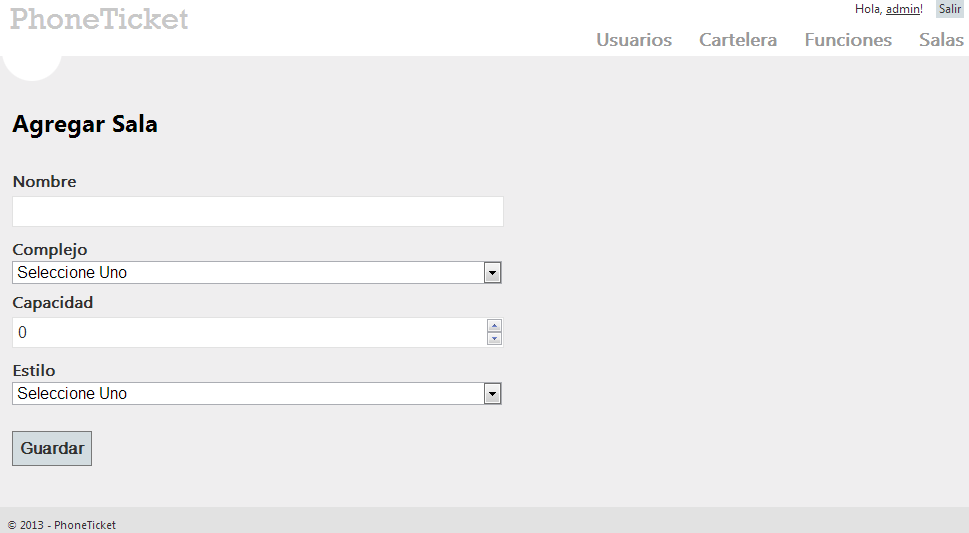 PhoneTicket
Hola, admin! Salir
Usuarios Cartelera Funciones Salas
Agregar Sala
Nombre
Complejo
Seleccione Uno
Capacidad
0
Estilo
Seleccione Uno
Guardar
© 2013 - PhoneTicket